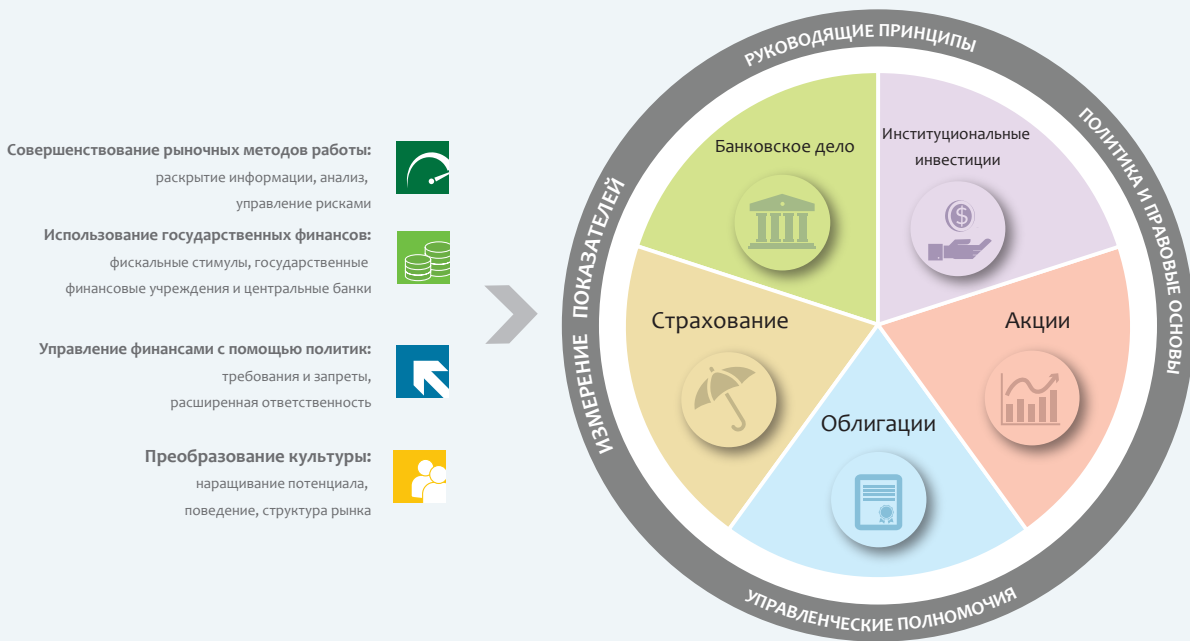 Совершенствование рыночных методов работы:
раскрытие информации, анализ,
управление рисками
Использование государственных финансов:
фискальные стимулы, государственные
финансовые учреждения и центральные банки
Управление финансами с помощью политик:
требования и запреты,
расширенная ответственность
Преобразование культуры:
наращивание потенциала,
поведение, структура рынка
РУКОВОДЯЩИЕ ПРИНЦИПЫ
ПОЛИТИКА И ПРАВОВЫЕ ОСНОВЫ
УПРАВЛЕНЧЕСКИЕ ПОЛНОМОЧИЯ
ИЗМЕРЕНИЕ ПОКАЗАТЕЛЕЙ
Банковское дело
Институциональные
инвестиции
$
Страхование
Акции
Облигации